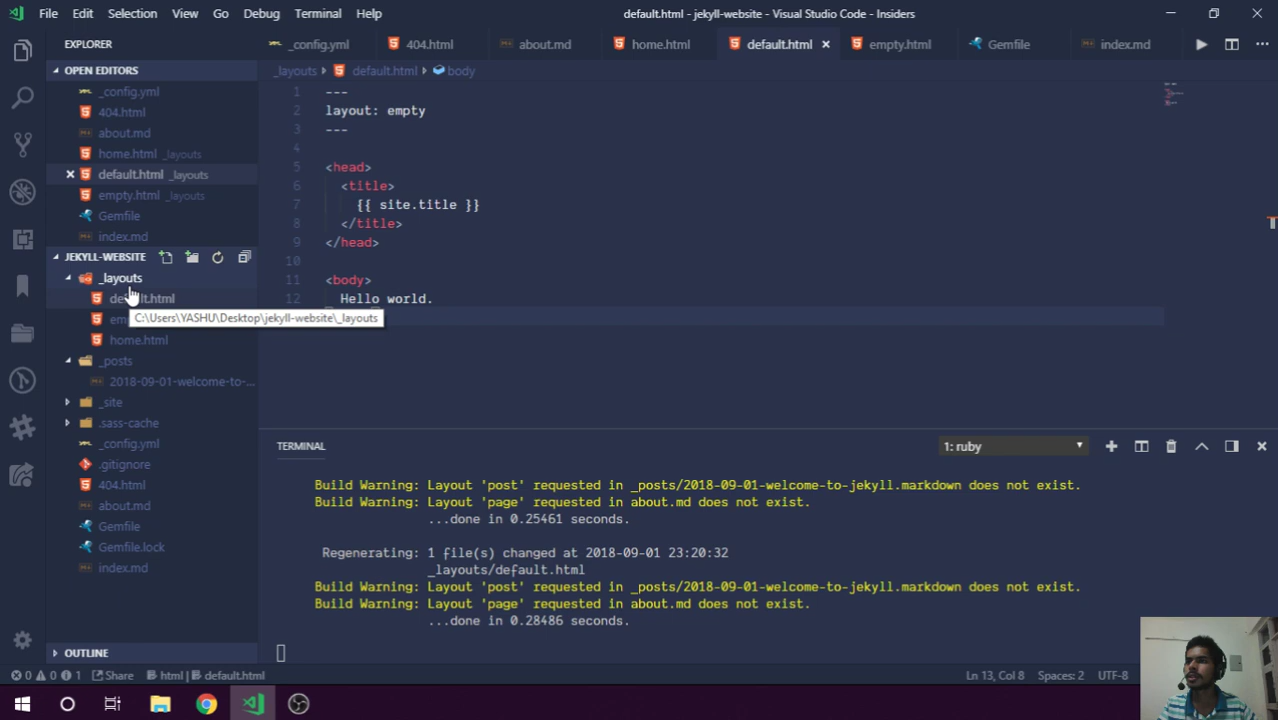 File Edit Selection View Go Debug Terminal Help
default.html - jekyll-website - Visual Studio Code - Insiders
EXPLORER
_config.yml 404.html about.md home.html default.html empty.html Gemfile index.md
OPEN EDITORS
_config.yml
404.html
about.md
home.html _layouts
default.html _layouts
empty.html _layouts
Gemfile
index.md
JEKYLL-WEBSITE
_layouts
default.html
C:\Users\YASHU\Desktop\jekyll-website\_layouts
home.html
_posts
2018-09-01-welcome-to-...
_site
.sass-cache
_config.yml
.gitignore
404.html
about.md
Gemfile
Gemfile.lock
index.md
OUTLINE
_layouts default.html body
1 ---
2 layout: empty
3 ---
4
5 <head>
6 <title>
7 {{ site.title }}
8 </title>
9 </head>
10
11 <body>
12 Hello world.
TERMINAL
1: ruby
Build Warning: Layout 'post' requested in _posts/2018-09-01-welcome-to-jekyll.markdown does not exist.
Build Warning: Layout 'page' requested in about.md does not exist.
...done in 0.25461 seconds.
Regenerating: 1 file(s) changed at 2018-09-01 23:20:32
_layouts/default.html
Build Warning: Layout 'post' requested in _posts/2018-09-01-welcome-to-jekyll.markdown does not exist.
Build Warning: Layout 'page' requested in about.md does not exist.
...done in 0.28486 seconds.
0 0 1 Share html default.html
Ln 13, Col 8 Spaces: 2 UTF-8